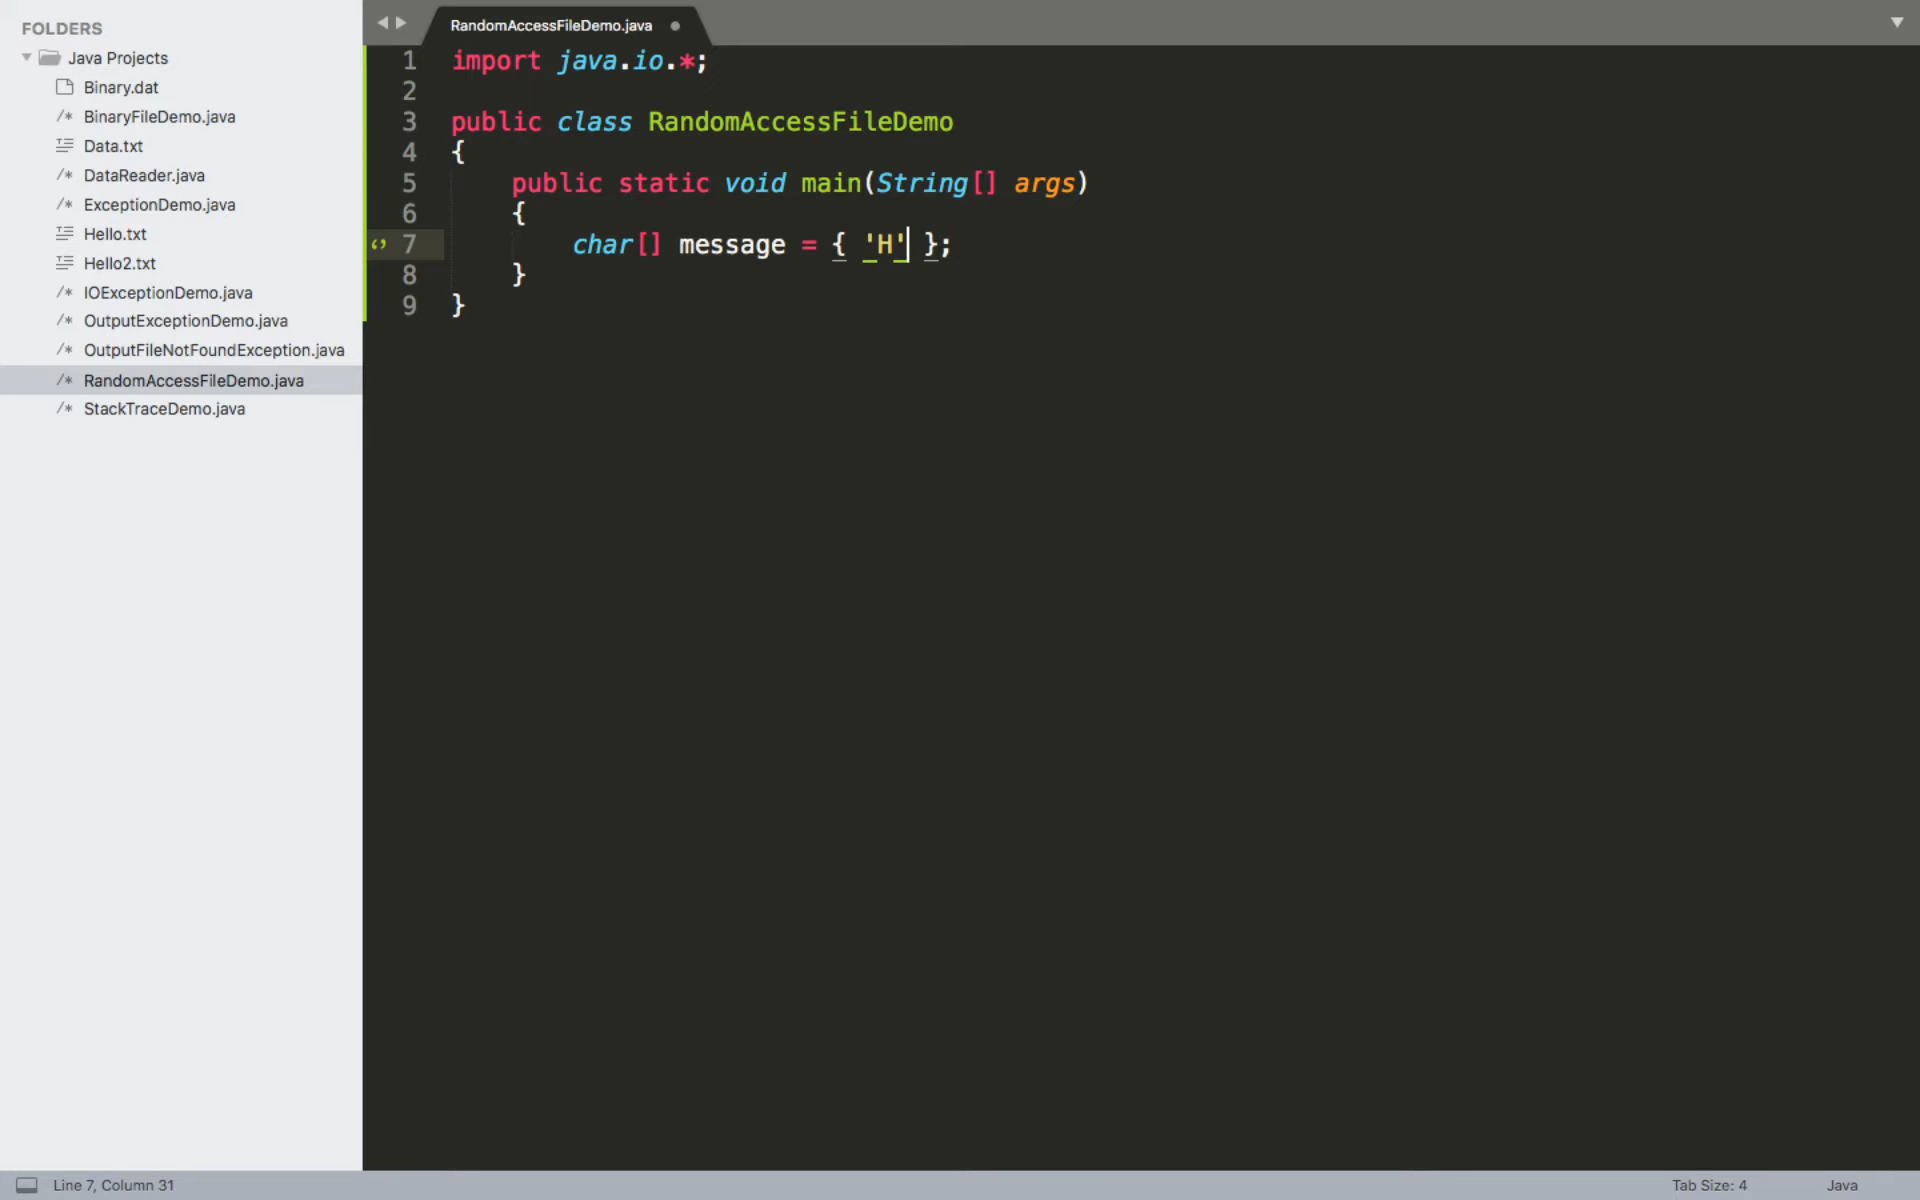 FOLDERS
Java Projects
Binary.dat
/* BinaryFileDemo.java
Data.txt
/* DataReader.java
/* ExceptionDemo.java
Hello.txt
Hello2.txt
/* IOExceptionDemo.java
/* OutputExceptionDemo.java
/* OutputFileNotFoundException.java
/* RandomAccessFileDemo.java
/* StackTraceDemo.java
RandomAccessFileDemo.java
1 import java.io.*;
2
3 public class RandomAccessFileDemo
4 {
5 public static void main(String[] args)
6 {
7 char[] message = { 'H' };
8 }
9 }
Line 7, Column 31
Tab Size: 4
Java